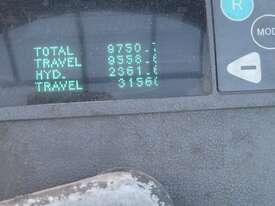 TOTAL 9750.
TRAVEL 9558.
HYD. 2361.
TRAVEL 3156
R
MOD